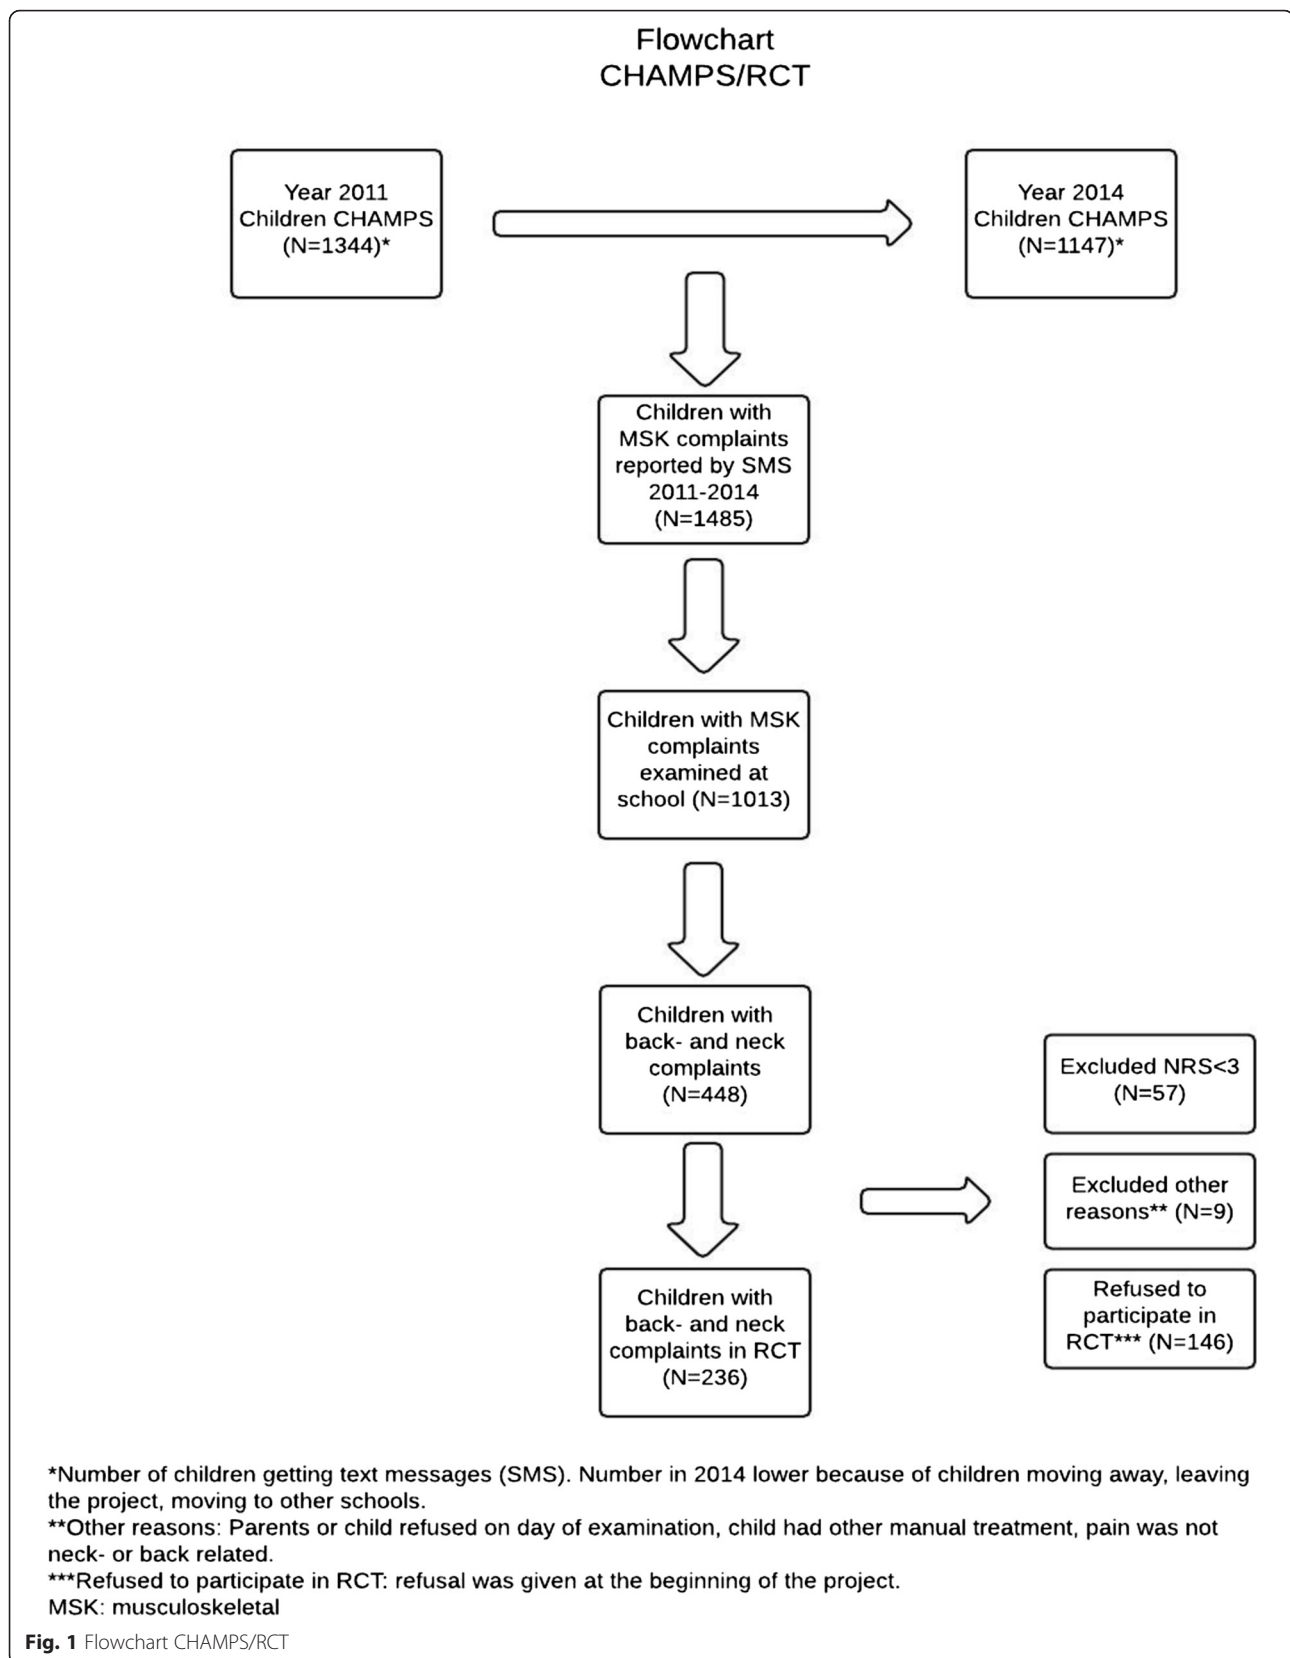 Flowchart
CHAMPS/RCT
Year 2011
Children CHAMPS
(N=1344)*
Year 2014
Children CHAMPS
(N=1147)*
Children with
MSK complaints
reported by SMS
2011-2014
(N=1485)
Children with MSK
complaints
examined at
school (N=1013)
Children with
back- and neck
complaints
(N=448)
Excluded NRS<3
(N=57)
Excluded other
reasons** (N=9)
Refused to
participate in
RCT*** (N=146)
Children with
back- and neck
complaints in RCT
(N=236)
*Number of children getting text messages (SMS). Number in 2014 lower because of children moving away, leaving
the project, moving to other schools.
**Other reasons: Parents or child refused on day of examination, child had other manual treatment, pain was not
neck- or back related.
***Refused to participate in RCT: refusal was given at the beginning of the project.
MSK: musculoskeletal
Fig. 1 Flowchart CHAMPS/RCT